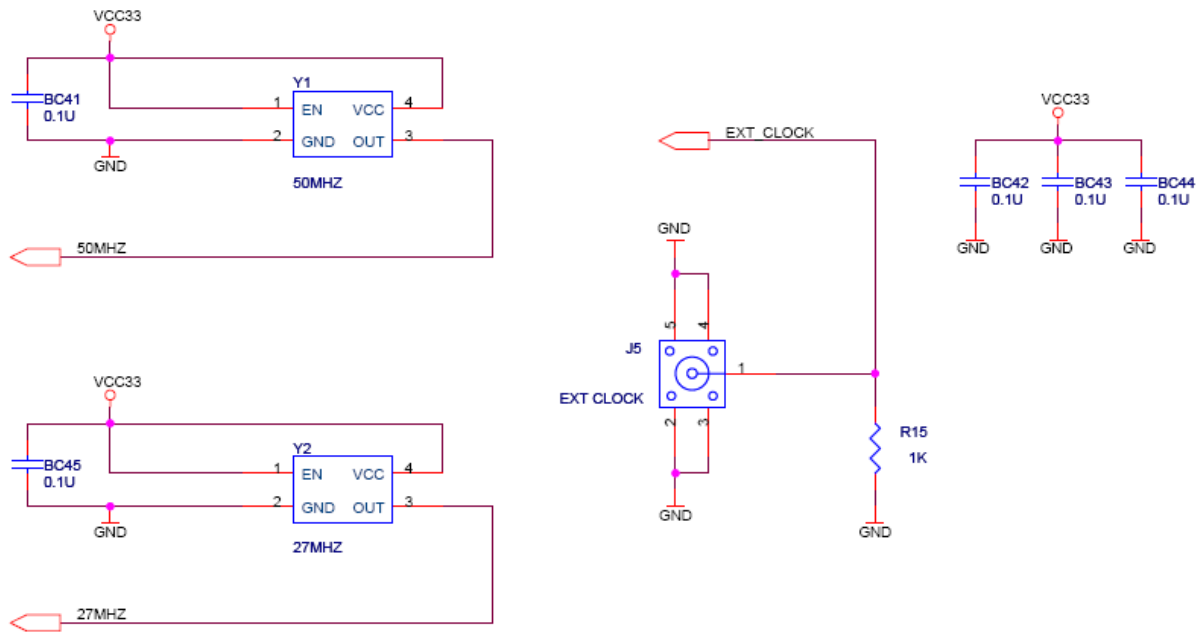 VCC33
Y1
BC41
0.1U
1 EN VCC 4
2 GND OUT 3
GND
50MHZ
50MHZ
VCC33
Y2
BC45
0.1U
1 EN VCC 4
2 GND OUT 3
GND
27MHZ
27MHZ
EXT CLOCK
GND
5 4
J5
1
EXT CLOCK
2 3
GND
R15
1K
GND
VCC33
BC42 BC43 BC44
0.1U 0.1U 0.1U
GND GND GND